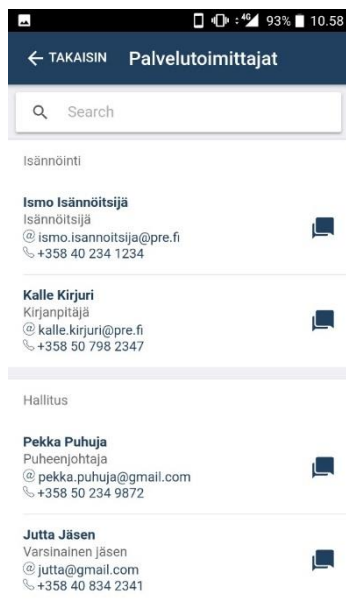 4G 93% 10.58
TAKAISIN Palvelutoimittajat
Search
Isännöinti
Ismo Isännöitsijä
Isännöitsijä
@ ismo.isannoitsija@pre.fi
+358 40 234 1234
Kalle Kirjuri
Kirjanpitäjä
@ kalle.kirjuri@pre.fi
+358 50 798 2347
Hallitus
Pekka Puhuja
Puheenjohtaja
@ pekka.puhuja@gmail.com
+358 50 234 9872
Jutta Jäsen
Varsinainen jäsen
@ jutta@gmail.com
+358 40 834 2341